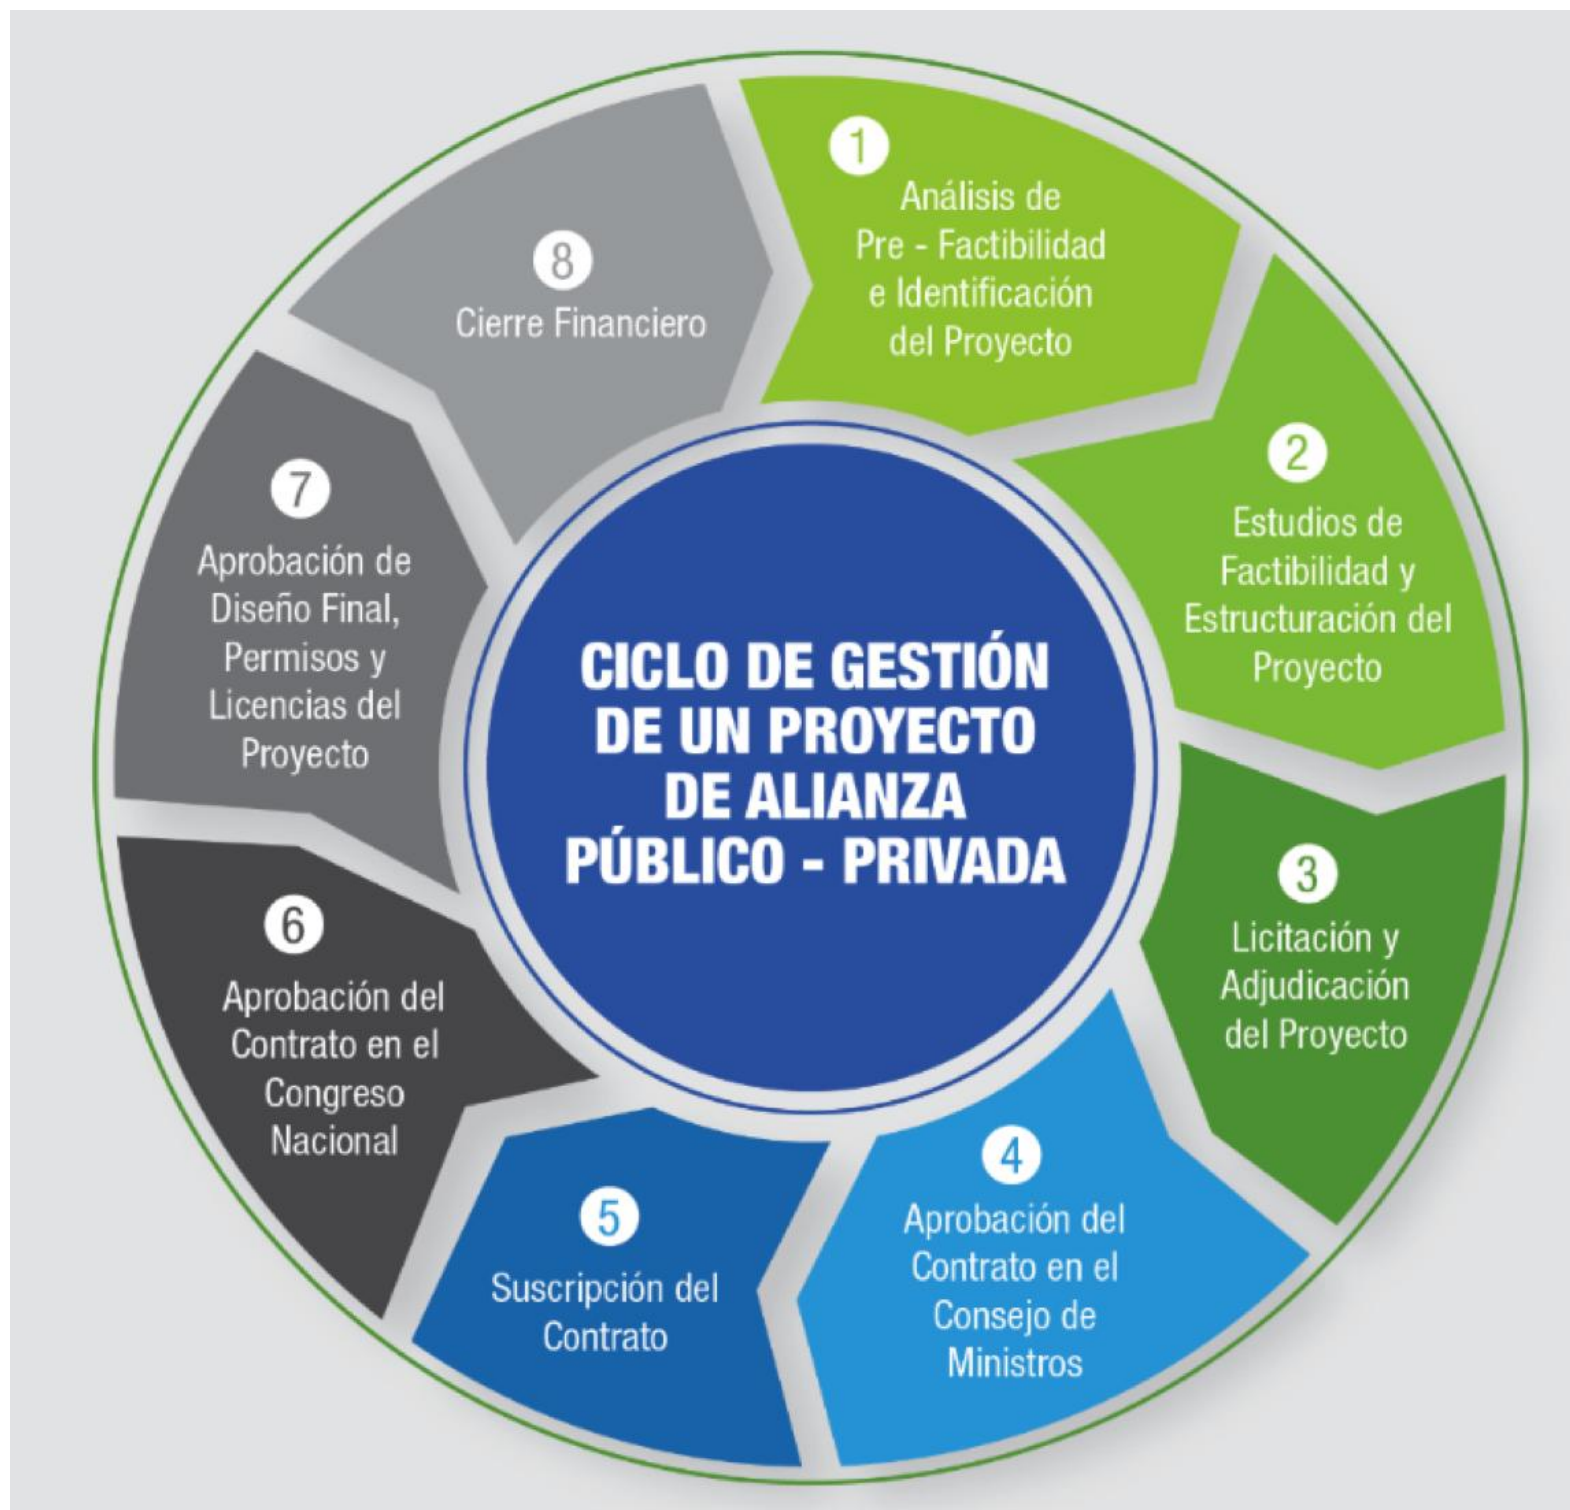 1
Análisis de
Pre - Factibilidad
e Identificación
del Proyecto
2
Estudios de
Factibilidad y
Estructuración del
Proyecto
3
Licitación y
Adjudicación
del Proyecto
4
Aprobación del
Contrato en el
Consejo de
Ministros
5
Suscripción del
Contrato
6
Aprobación del
Contrato en el
Congreso
Nacional
7
Aprobación de
Diseño Final,
Permisos y
Licencias del
Proyecto
8
Cierre Financiero
CICLO DE GESTIÓN
DE UN PROYECTO
DE ALIANZA
PÚBLICO - PRIVADA